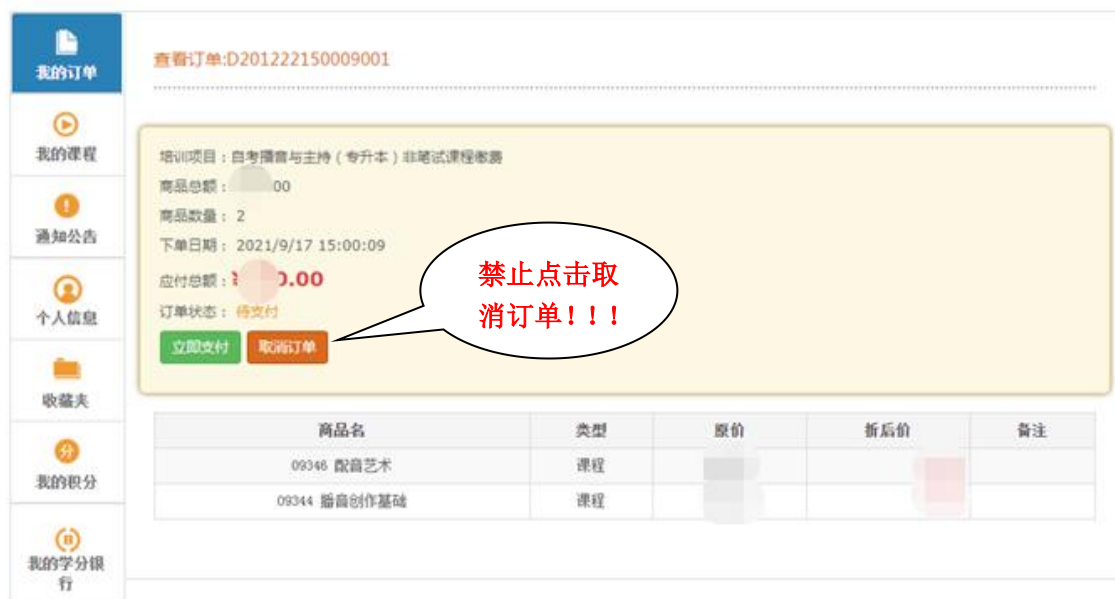 我的订单
我的课程
通知公告
个人信息
收藏夹
我的积分
我的学分银
行
查看订单:D201222150009001
培训项目：自考播音与主持（专升本）非笔试课程缴费
商品总额： 00
商品数量： 2
下单日期： 2021/9/17 15:00:09
应付总额：¥ 0.00
订单状态： 待支付
立即支付 取消订单
禁止点击取
消订单！！！
商品名 类型 原价 折后价 备注
09346 配音艺术 课程
09344 播音创作基础 课程